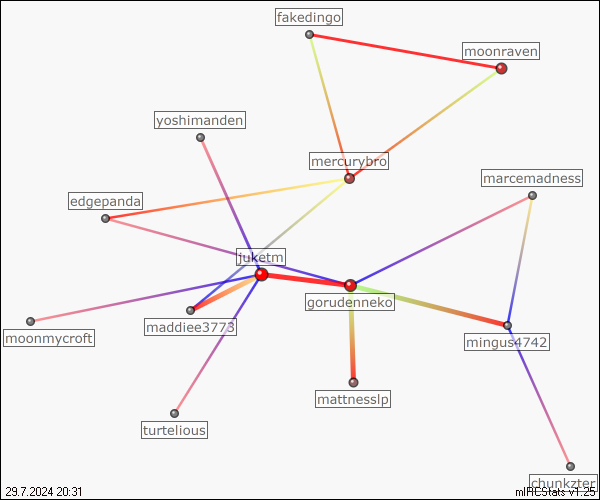 fakedingo
moonraven
yoshimanden
mercurybro
marcemadness
edgepanda
juketm
gorudenneko
maddiee3773
moonmycroft
mingus4742
mattnesslp
turtelious
chunkzter
29.7.2024 20:31
mIRCStats v1.25